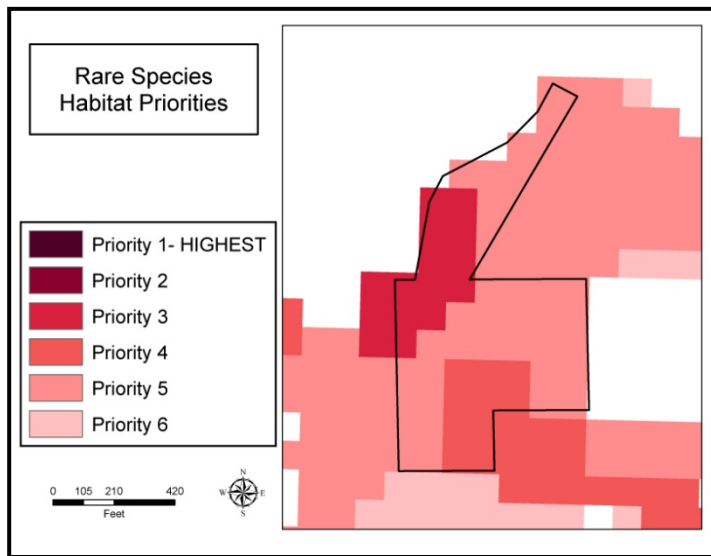 Rare Species
Habitat Priorities
Priority 1- HIGHEST
Priority 2
Priority 3
Priority 4
Priority 5
Priority 6
0 105 210 420
Feet
N
W E
S